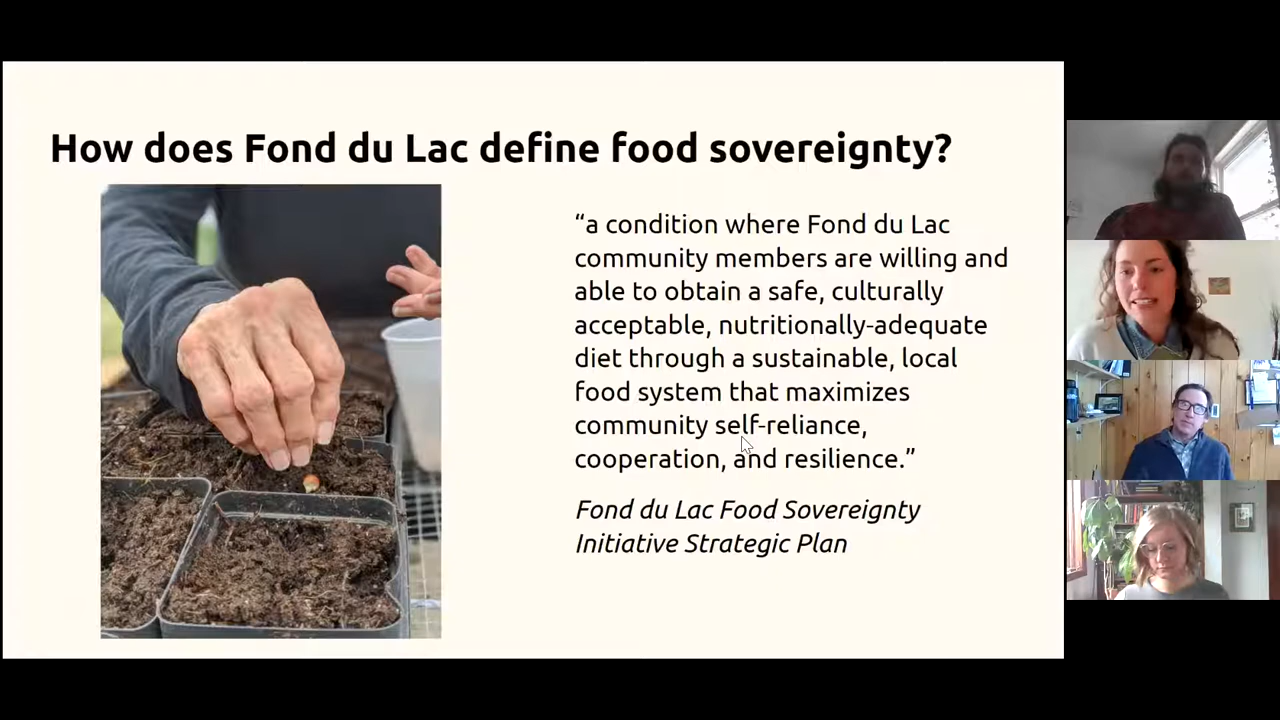 How does Fond du Lac define food sovereignty?
“a condition where Fond du Lac
community members are willing and
able to obtain a safe, culturally
acceptable, nutritionally-adequate
diet through a sustainable, local
food system that maximizes
community self-reliance,
cooperation, and resilience.”
Fond du Lac Food Sovereignty
Initiative Strategic Plan